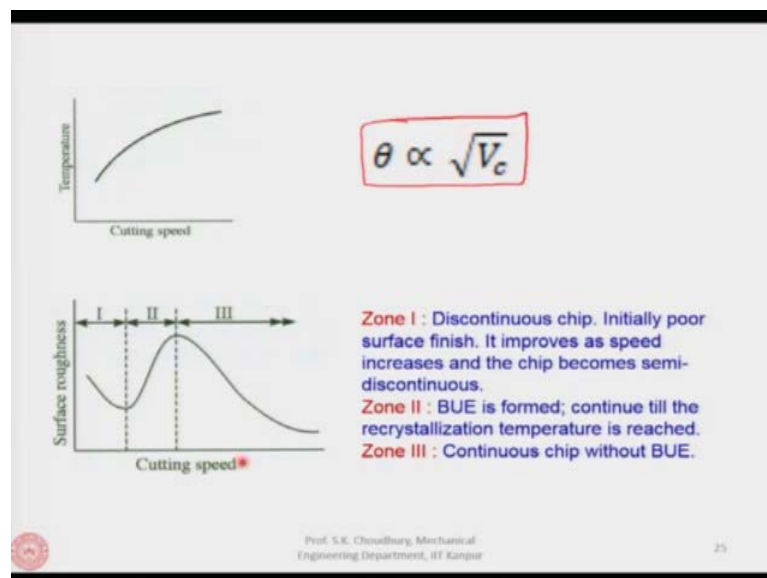 Temperature
Cutting speed
θ ∝ √V_c
I II III
Surface roughness
Cutting speed
Zone I : Discontinuous chip. Initially poor
surface finish. It improves as speed
increases and the chip becomes semi-
discontinuous.
Zone II : BUE is formed; continue till the
recrystallization temperature is reached.
Zone III : Continuous chip without BUE.
Prof. S.K. Choudhury, Mechanical
Engineering Department, IIT Kanpur
25